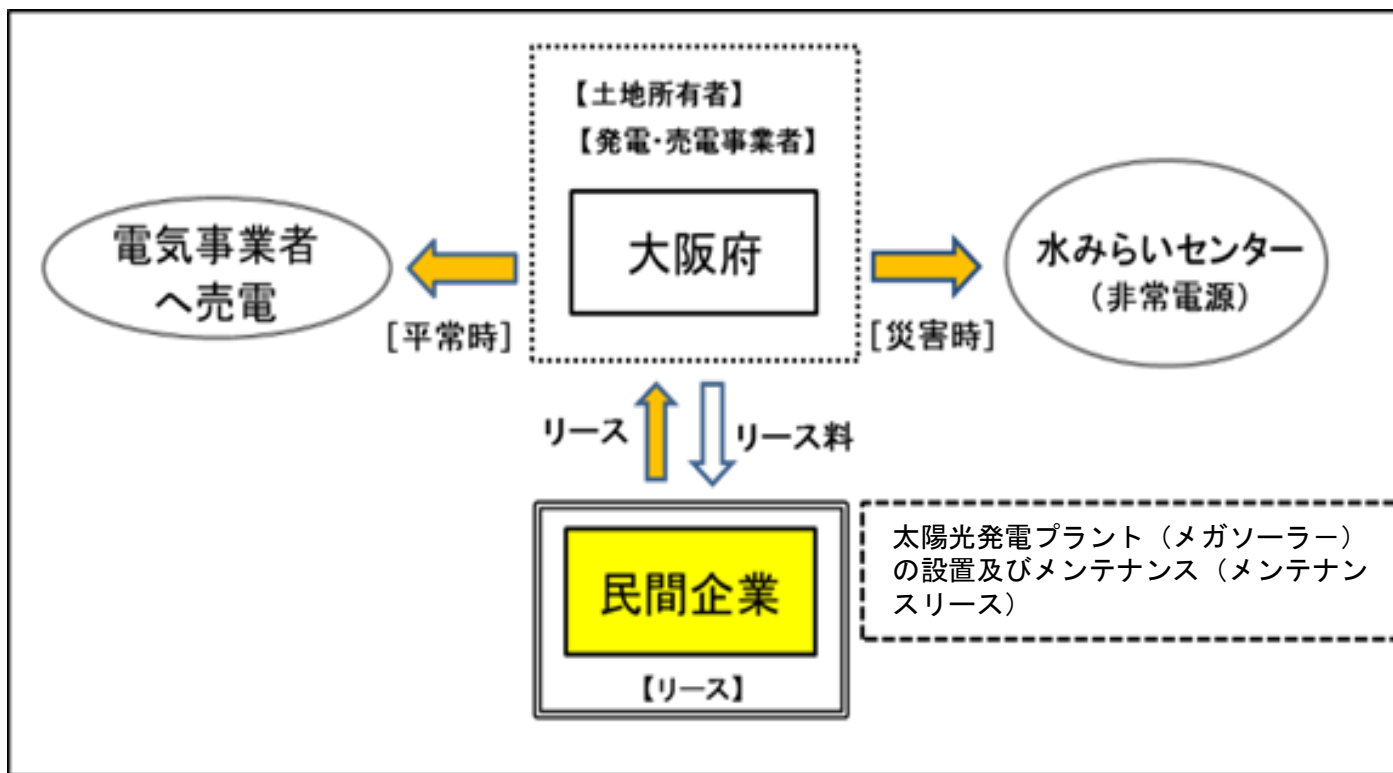 【土地所有者】
【発電・売電事業者】
大阪府
電気事業者
へ売電
[平常時]
水みらいセンター
（非常電源）
[災害時]
リース
リース料
民間企業
【リース】
太陽光発電プラント（メガソーラー）
の設置及びメンテナンス（メンテナン
スリース）